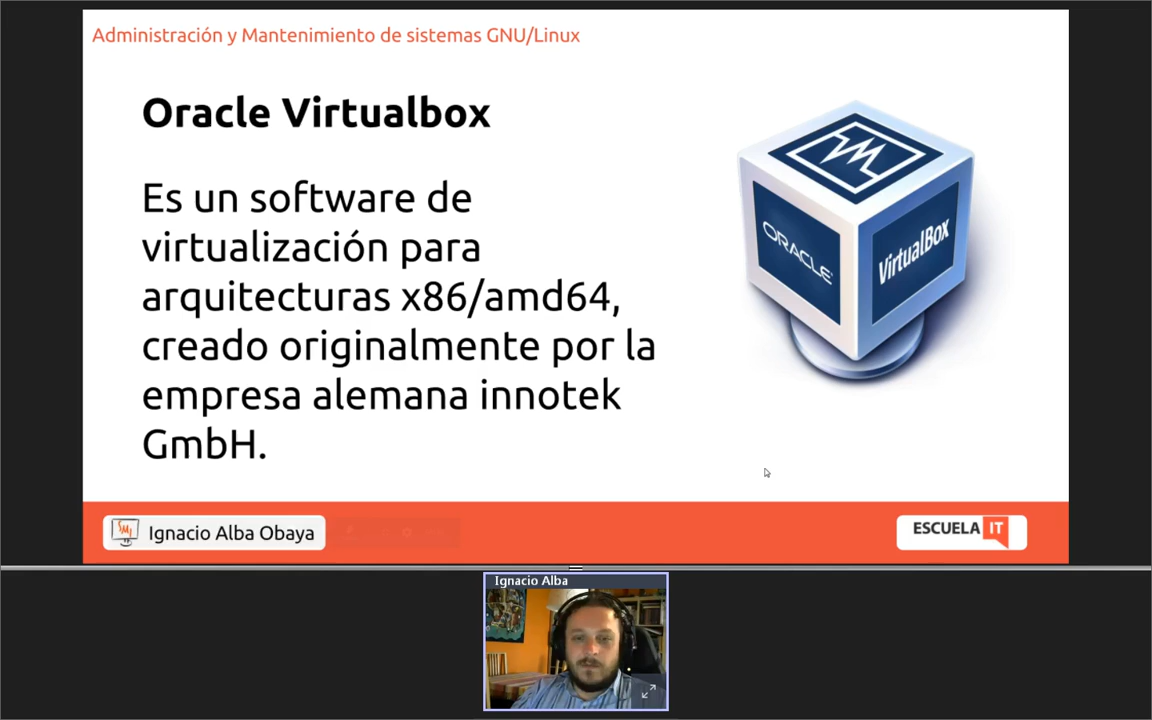 Administración y Mantenimiento de sistemas GNU/Linux
Oracle Virtualbox
Es un software de
virtualización para
arquitecturas x86/amd64,
creado originalmente por la
empresa alemana innotek
GmbH.
ORACLE
VirtualBox
Ignacio Alba Obaya
ESCUELA IT
Ignacio Alba